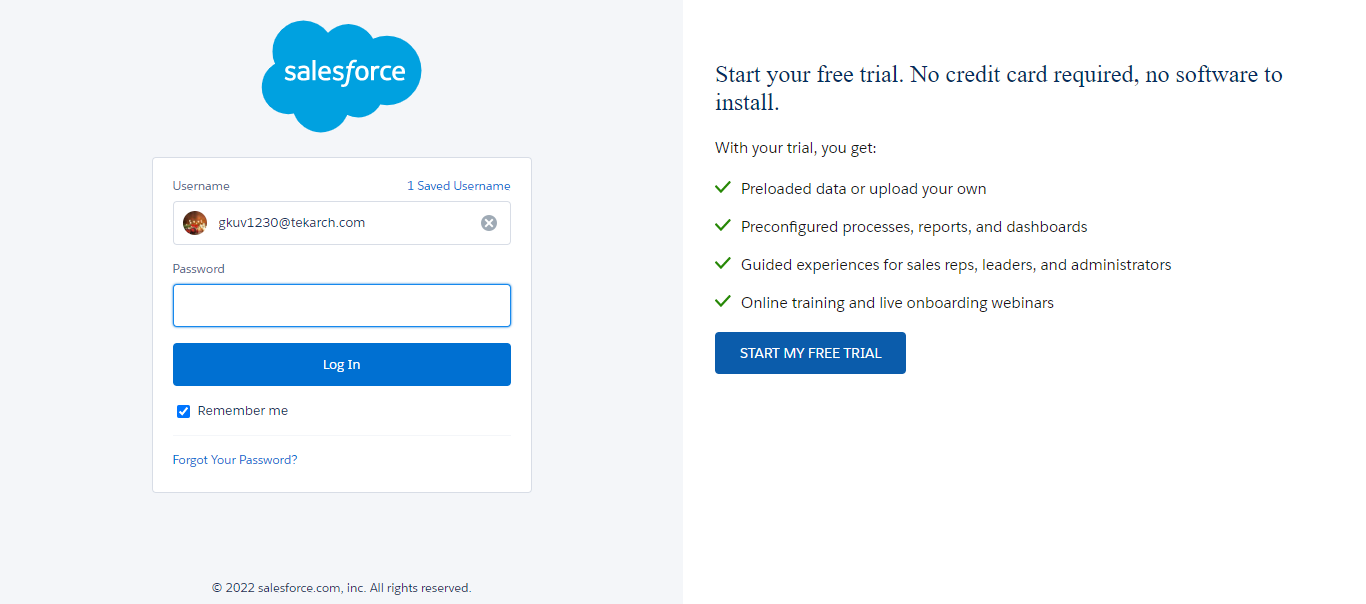 salesforce
Username
1 Saved Username
gkuv1230@tekarch.com
Password
Log In
Remember me
Forgot Your Password?
© 2022 salesforce.com, inc. All rights reserved.
Start your free trial. No credit card required, no software to
install.
With your trial, you get:
Preloaded data or upload your own
Preconfigured processes, reports, and dashboards
Guided experiences for sales reps, leaders, and administrators
Online training and live onboarding webinars
START MY FREE TRIAL